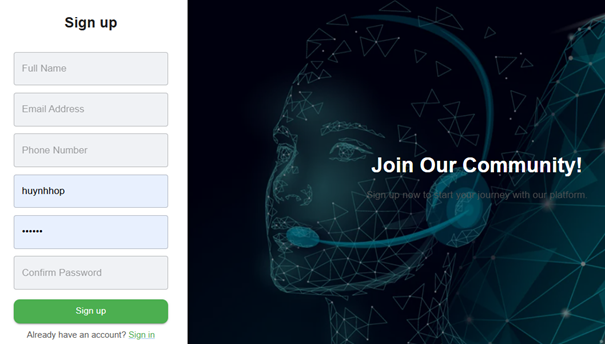 Sign up
Full Name
Email Address
Phone Number
huynhhop
••••••
Confirm Password
Sign up
Already have an account? Sign in
Join Our Community!
Sign up now to start your journey with our platform.